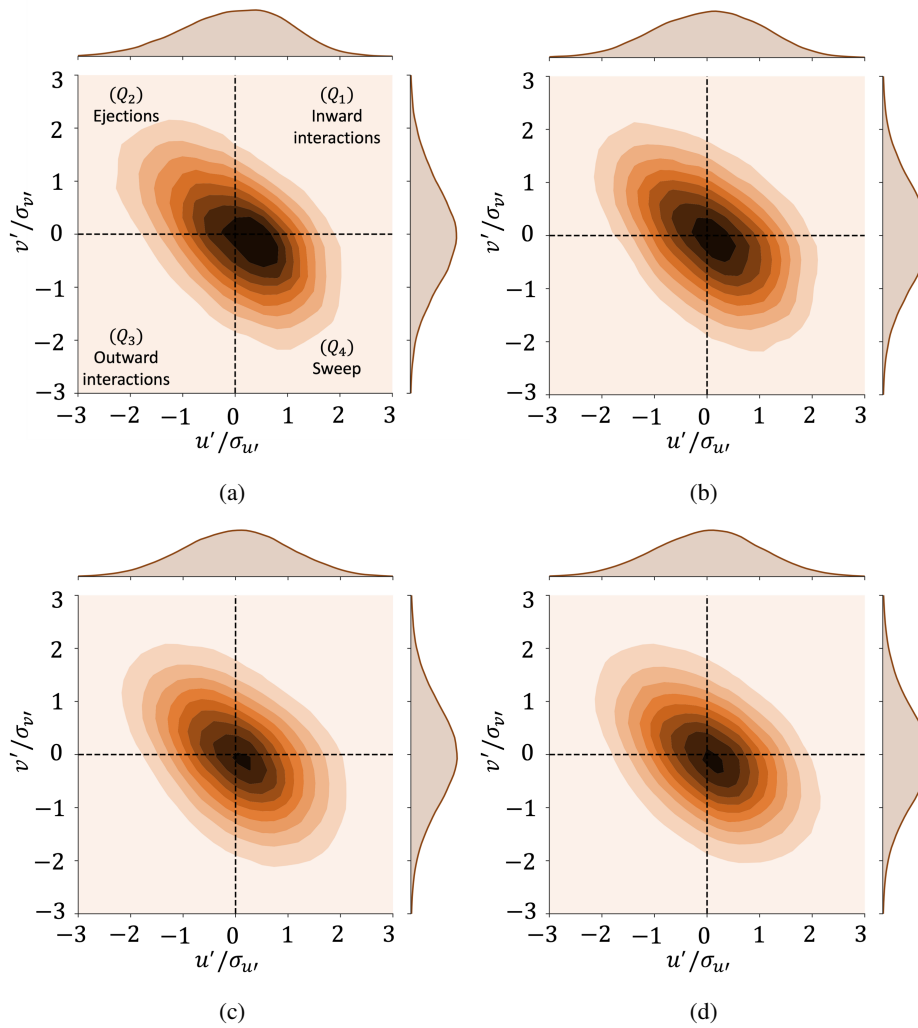 3
2
1
0
−1
−2
−3
v′/σv′
(Q2)
Ejections
(Q1)
Inward
interactions
(Q3)
Outward
interactions
(Q4)
Sweep
−3 −2 −1 0 1 2 3
u′/σu′
(a)
3
2
1
0
−1
−2
−3
v′/σv′
−3 −2 −1 0 1 2 3
u′/σu′
(b)
3
2
1
0
−1
−2
−3
v′/σv′
−3 −2 −1 0 1 2 3
u′/σu′
(c)
3
2
1
0
−1
−2
−3
v′/σv′
−3 −2 −1 0 1 2 3
u′/σu′
(d)